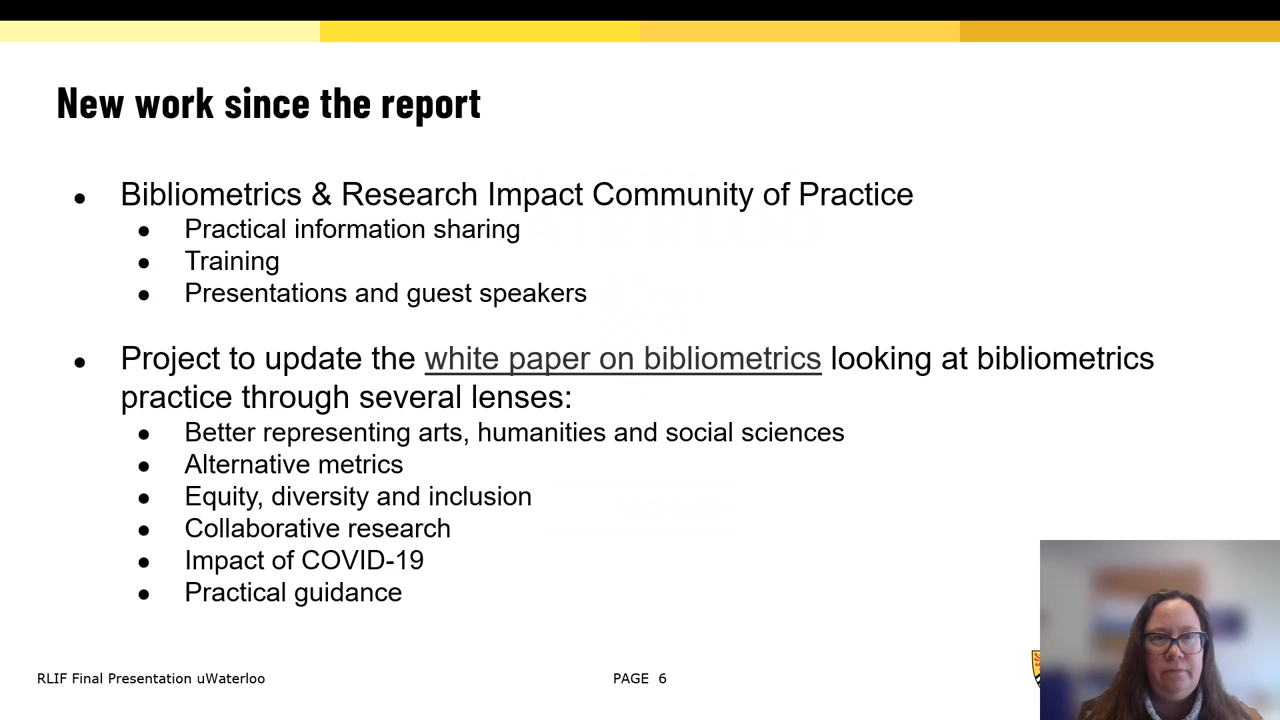 New work since the report
● Bibliometrics & Research Impact Community of Practice
● Practical information sharing
● Training
● Presentations and guest speakers
● Project to update the white paper on bibliometrics looking at bibliometrics
practice through several lenses:
● Better representing arts, humanities and social sciences
● Alternative metrics
● Equity, diversity and inclusion
● Collaborative research
● Impact of COVID-19
● Practical guidance
RLIF Final Presentation uWaterloo
PAGE 6